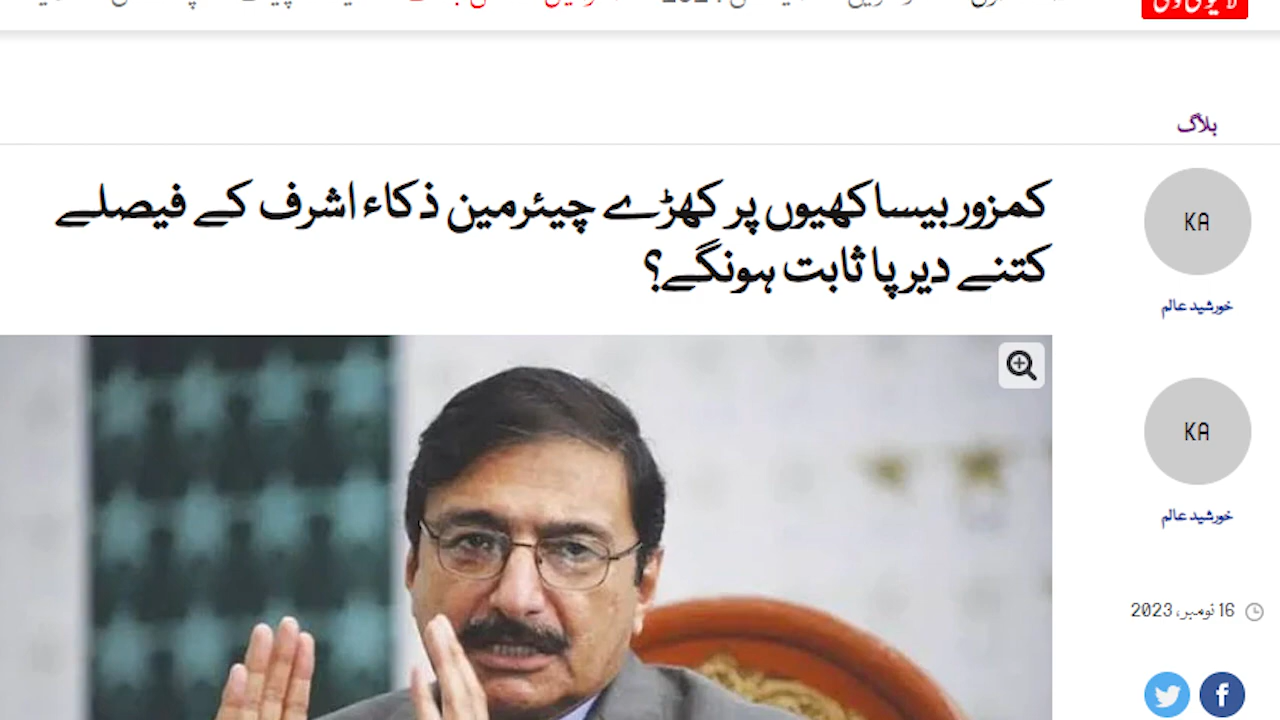 2024
بلاگ
کمزور بیساکھیوں پر کھڑے چیئرمین ذکاء اشرف کے فیصلے
کتنے دیرپا ثابت ہونگے؟
KA
خورشید عالم
KA
خورشید عالم
16 نومبر، 2023